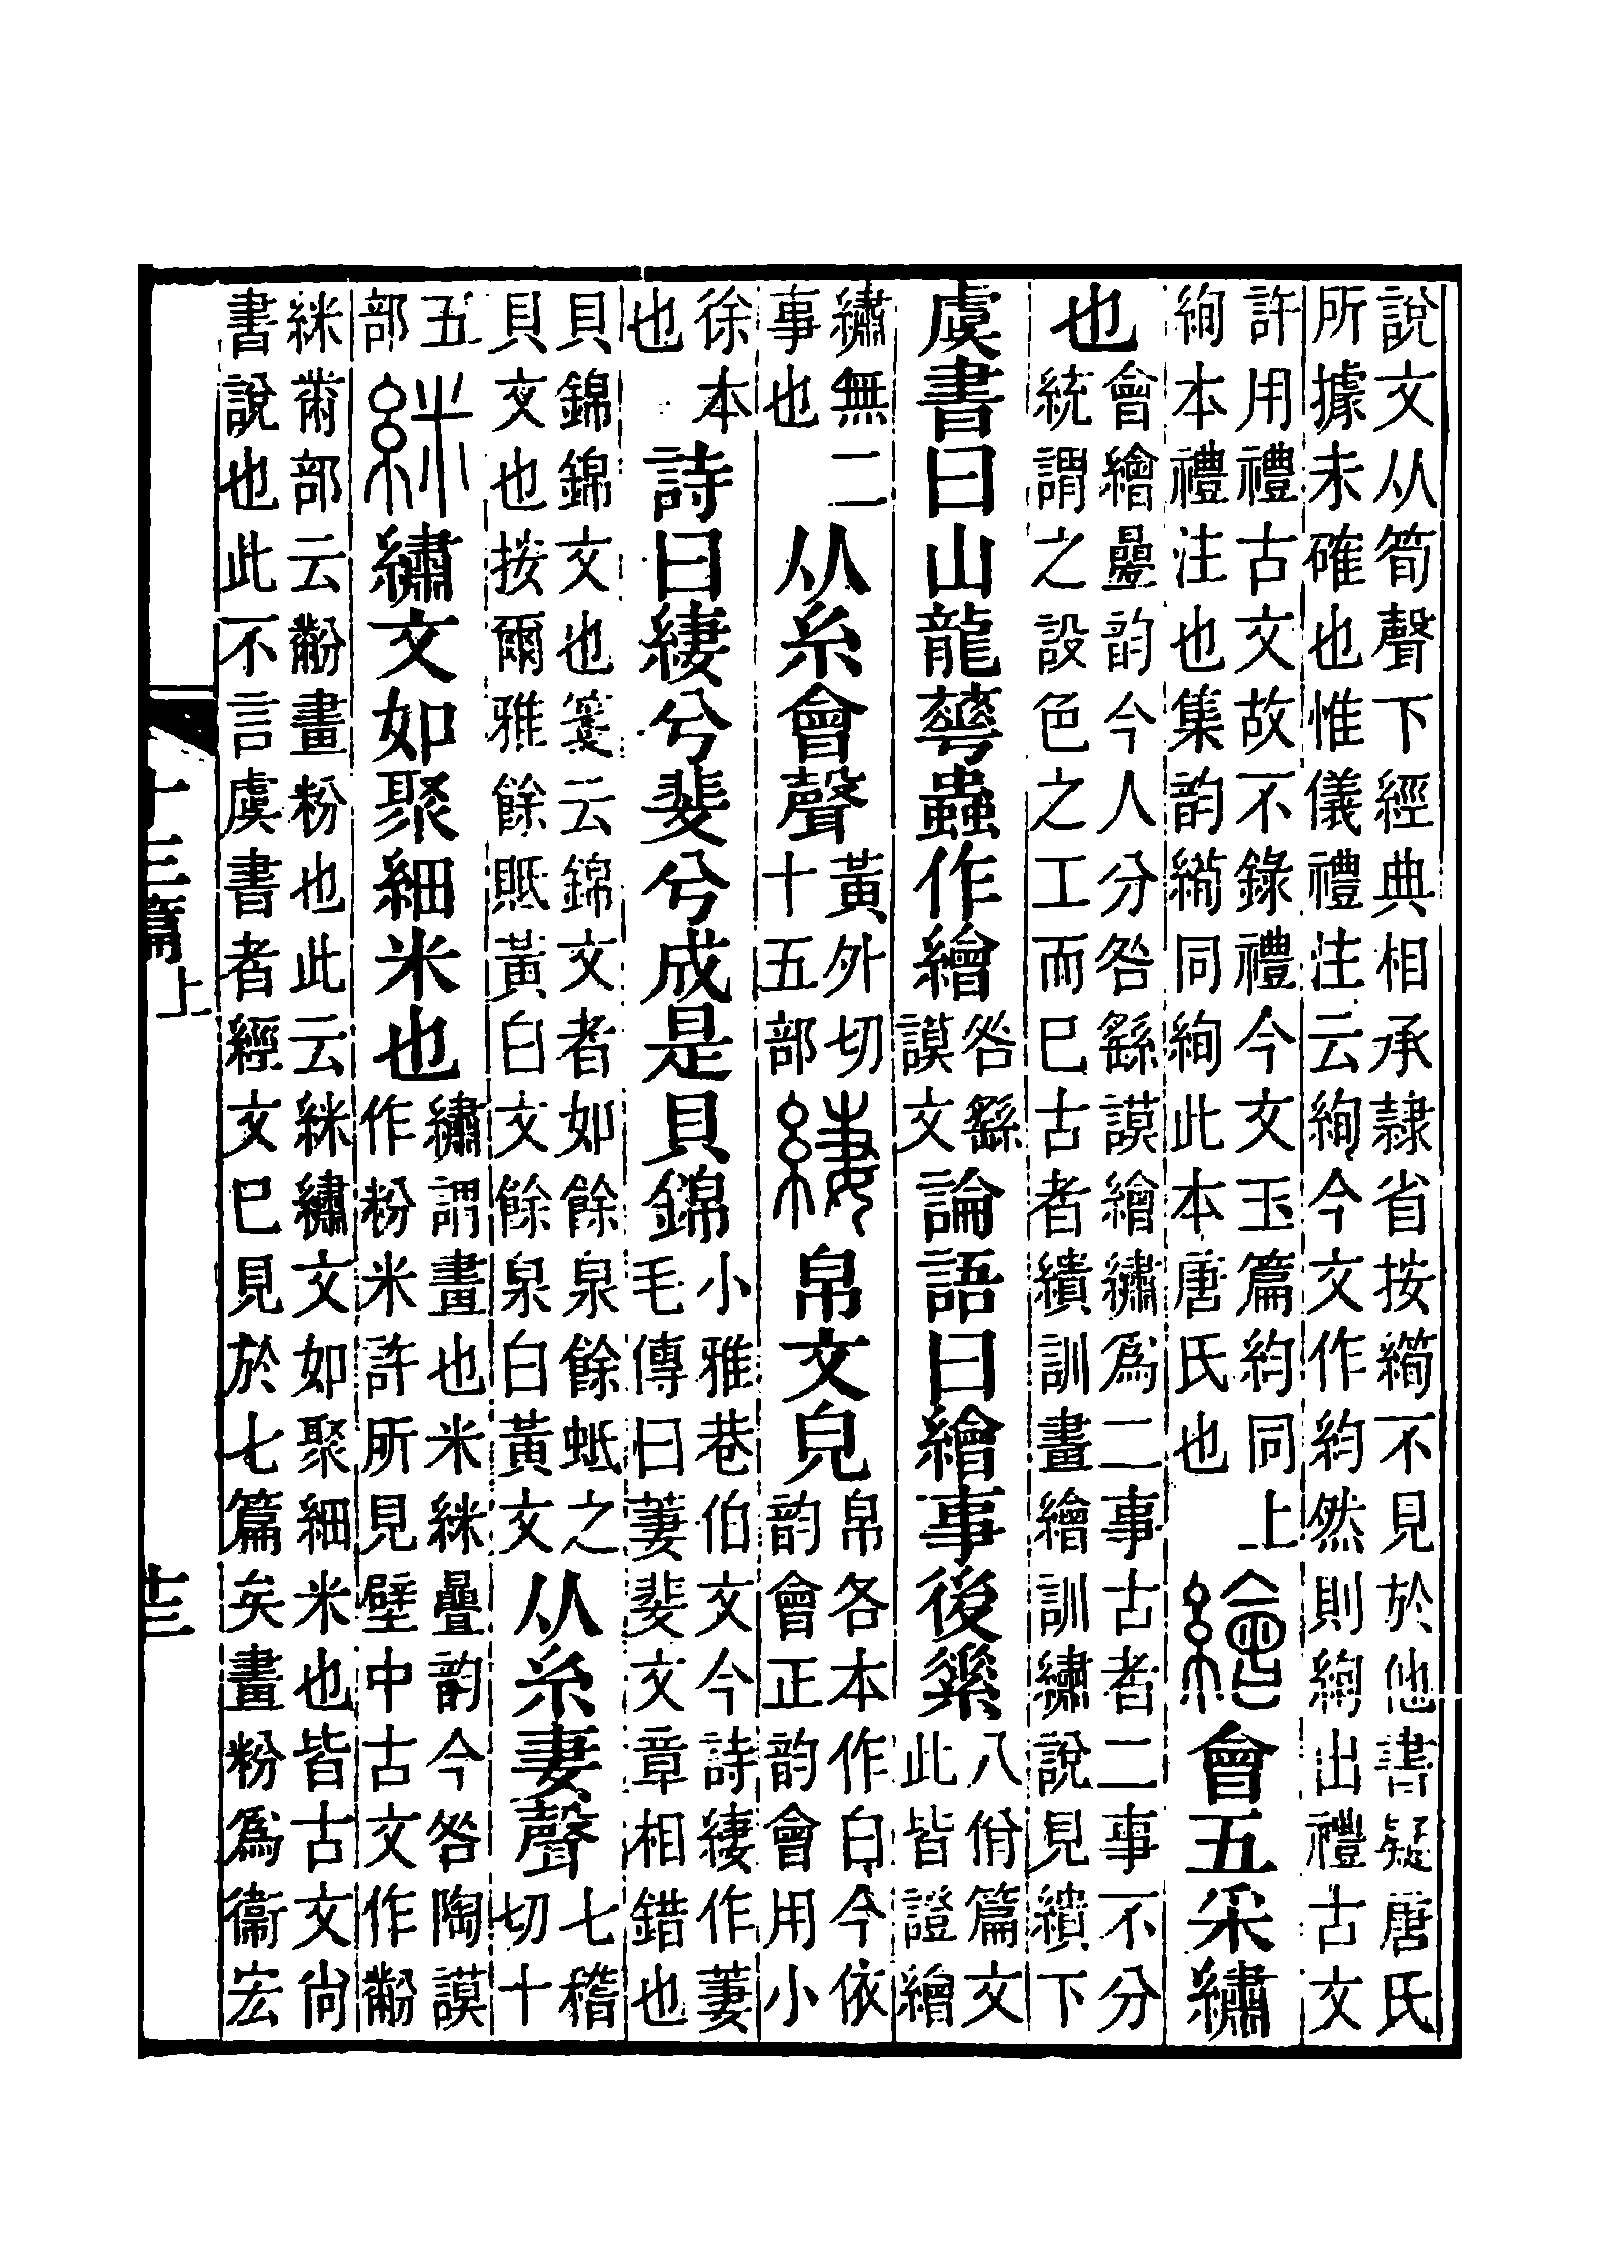 說文从筍聲下經典相承隷省按䋸不見於他書疑唐氏
所據未確也惟儀禮注云絢今文作約然則絢出禮古文
許用禮古文故不錄禮今文玉篇約同上
絢本禮注也集韵䋸同絢此本唐氏也
繪會五采繡
也
會繪曡韵今人分咎繇謨繪繡爲二事古者二事不分
統謂之設色之工而巳古者繢訓畫繪訓繡說見繢下
虞書曰山龍蕐蟲作繪
咎繇
謨文
論語曰繪事後䋤
八佾篇文
此皆證繪
繡無二
事也
从糸會聲
黃外切
十五部
緀帛文皃
帛各本作白今依
韵會正韵會用小
徐本
也
詩曰緀兮斐兮成是貝錦
小雅巷伯文今詩緀作萋
毛傳曰萋斐文章相錯也
貝錦錦文也箋云錦文者如餘泉餘蚳之
貝文也按爾雅餘貾黃白文餘泉白黃文
从糸妻聲
七稽
切十
五
部
䋛繡文如聚細米也
繡謂畫也米䋛曡韵今咎陶謨
作粉米許所見壁中古文作黺
䋛黹部云黺畫粉也此云䋛繡文如聚細米也皆古文尙
書說也此不言虞書者經文巳見於七篇矣畫粉爲衞宏
十三篇上
十三